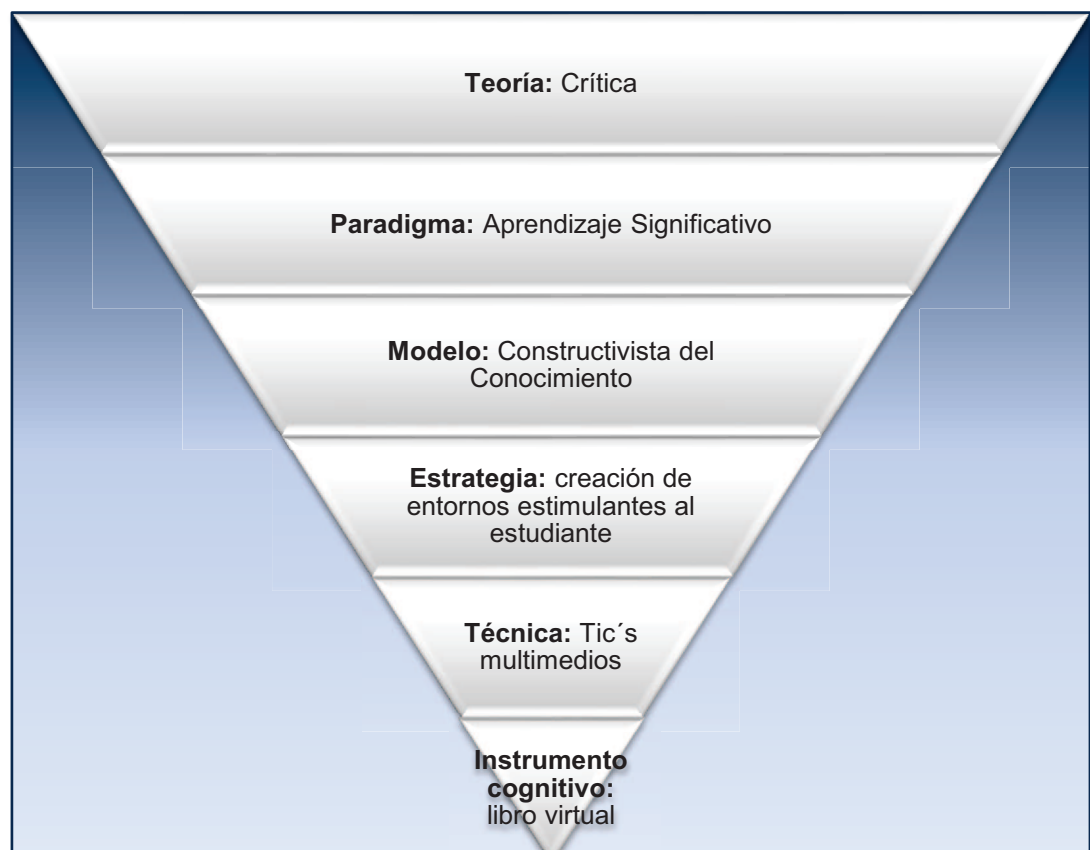 Teoría: Crítica
Paradigma: Aprendizaje Significativo
Modelo: Constructivista del
Conocimiento
Estrategia: creación de
entornos estimulantes al
estudiante
Técnica: Tic´s
multimedios
Instrumento
cognitivo:
libro virtual